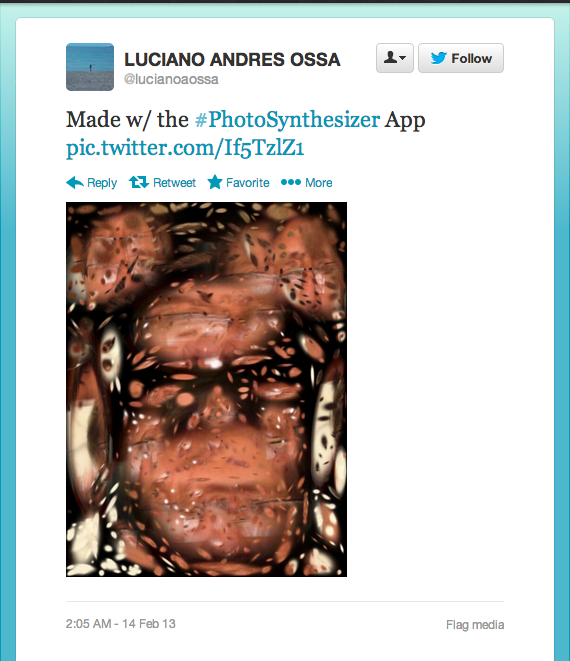 LUCIANO ANDRES OSSA
@lucianoaossa
Follow
Made w/ the #PhotoSynthesizer App
pic.twitter.com/If5TzlZ1
Reply Retweet Favorite More
2:05 AM - 14 Feb 13
Flag media